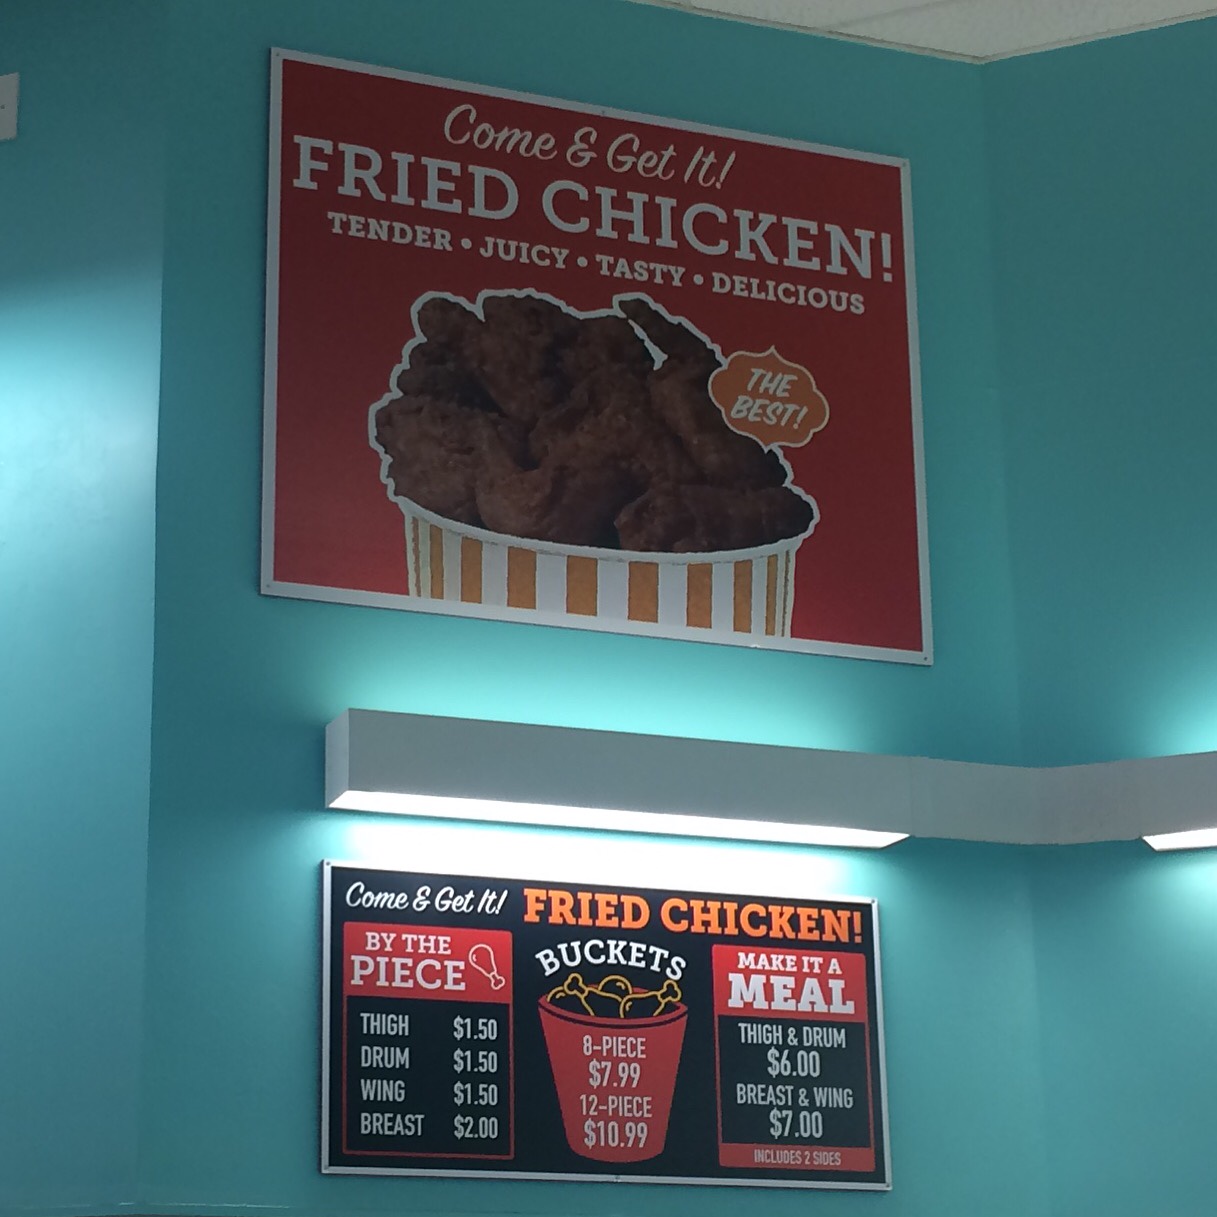 Come & Get It!
FRIED CHICKEN!
TENDER • JUICY • TASTY • DELICIOUS
THE
BEST!
Come & Get It! FRIED CHICKEN!
BY THE
PIECE
THIGH $1.50
DRUM $1.50
WING $1.50
BREAST $2.00
BUCKETS
8-PIECE
$7.99
12-PIECE
$10.99
MAKE IT A
MEAL
THIGH & DRUM
$6.00
BREAST & WING
$7.00
INCLUDES 2 SIDES